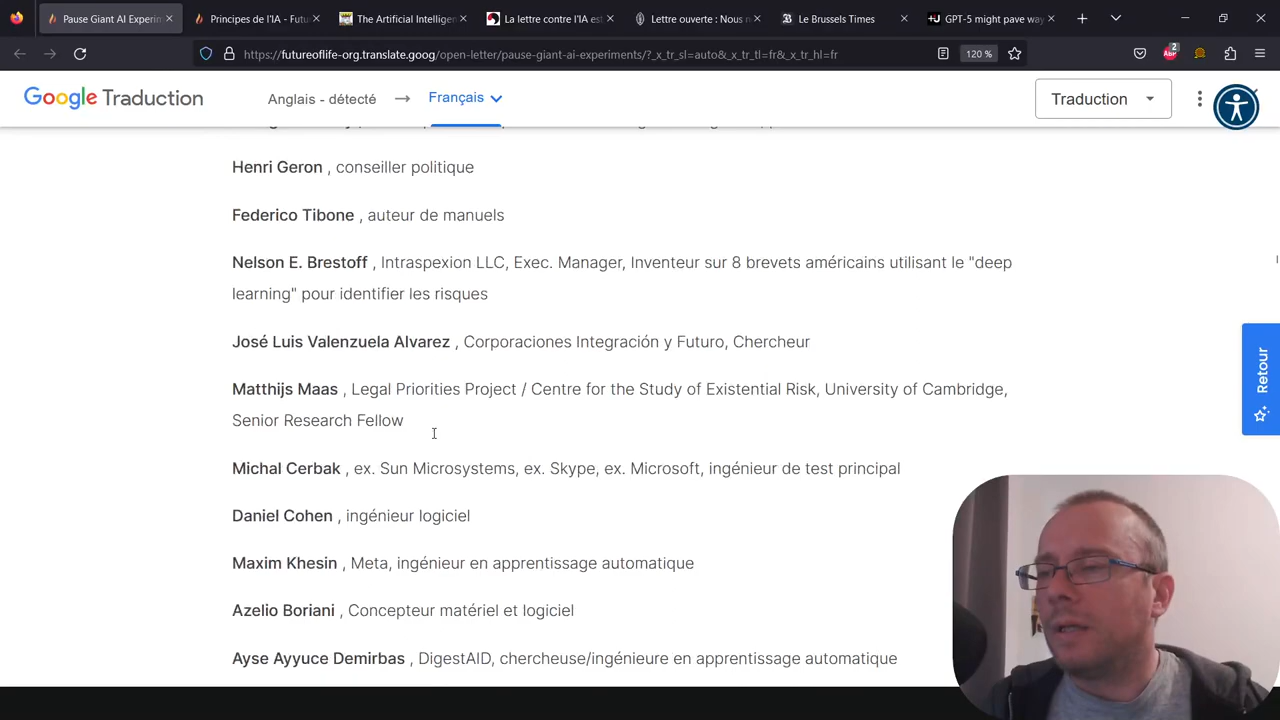 Pause Giant AI Experin
Principes de l'IA - Futu
The Artificial Intelligen
La lettre contre l'IA est
Lettre ouverte : Nous n
Le Brussels Times
GPT-5 might pave way
https://futureoflife-org.translate.goog/open-letter/pause-giant-ai-experiments/?_x_tr_sl=auto&_x_tr_tl=fr&_x_tr_hl=fr
120 %
2
Google Traduction
Anglais - détecté
Français
Traduction
Henri Geron , conseiller politique
Federico Tibone , auteur de manuels
Nelson E. Brestoff , Intraspexion LLC, Exec. Manager, Inventeur sur 8 brevets américains utilisant le "deep
learning" pour identifier les risques
José Luis Valenzuela Alvarez , Corporaciones Integración y Futuro, Chercheur
Matthijs Maas , Legal Priorities Project / Centre for the Study of Existential Risk, University of Cambridge,
Senior Research Fellow
Michal Cerbak , ex. Sun Microsystems, ex. Skype, ex. Microsoft, ingénieur de test principal
Daniel Cohen , ingénieur logiciel
Maxim Khesin , Meta, ingénieur en apprentissage automatique
Azelio Boriani , Concepteur matériel et logiciel
Ayse Ayyuce Demirbas , DigestAID, chercheuse/ingénieure en apprentissage automatique
Retour